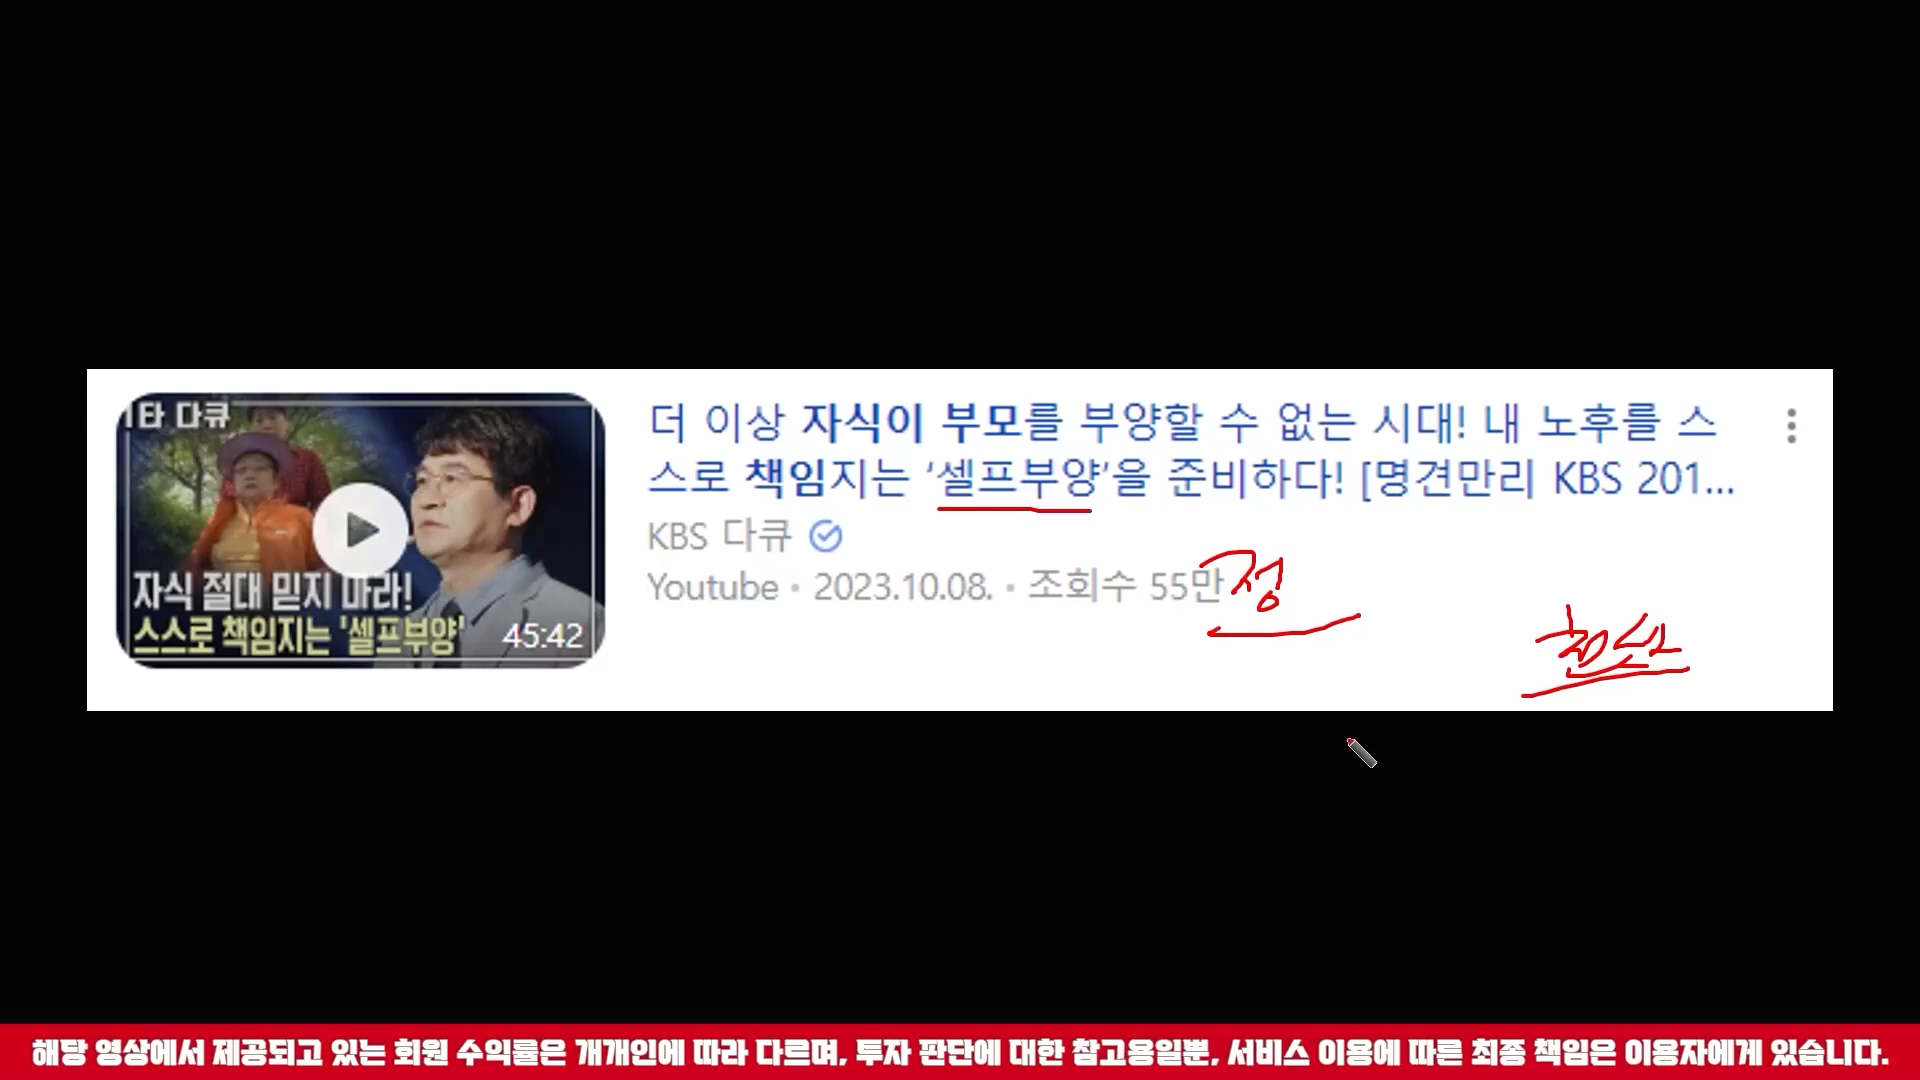 기타 다큐
자식 절대 믿지 마라!
스스로 책임지는 '셀프부양'
45:42
더 이상 자식이 부모를 부양할 수 없는 시대! 내 노후를 스
스로 책임지는 ‘셀프부양’을 준비하다! [명견만리 KBS 201...
KBS 다큐
Youtube · 2023.10.08. · 조회수 55만
정
해당 영상에서 제공되고 있는 회원 수익률은 개개인에 따라 다르며, 투자 판단에 대한 참고용일뿐, 서비스 이용에 따른 최종 책임은 이용자에게 있습니다.